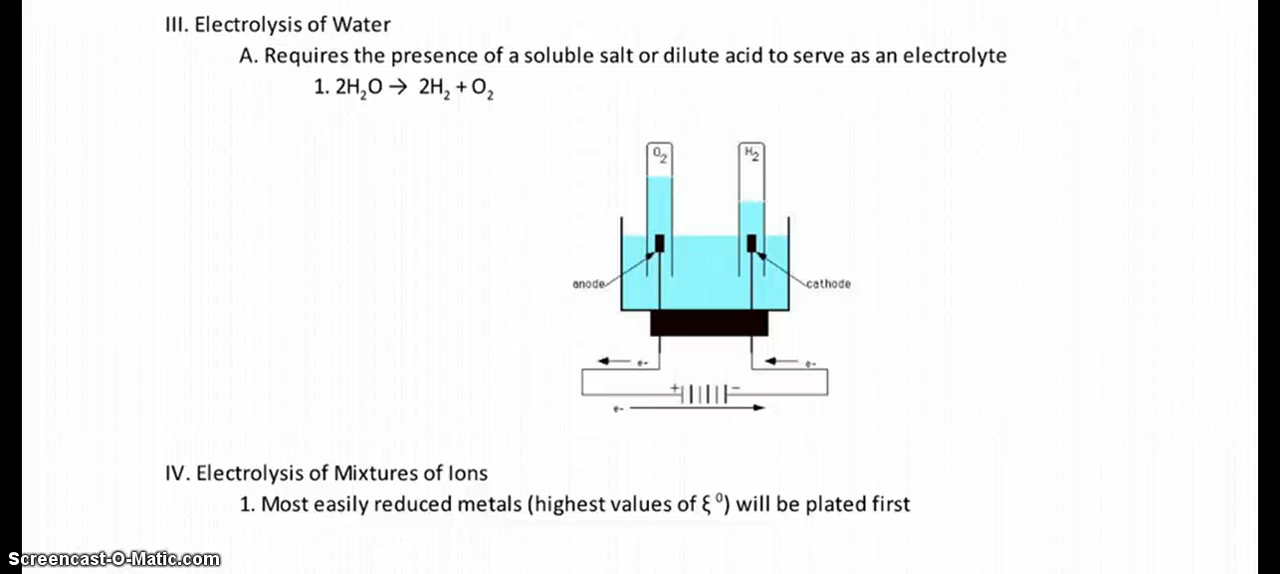 III. Electrolysis of Water
A. Requires the presence of a soluble salt or dilute acid to serve as an electrolyte
1. 2H₂O → 2H₂ + O₂
O₂
H₂
anode
cathode
e-
e-
+
−
e-
IV. Electrolysis of Mixtures of Ions
1. Most easily reduced metals (highest values of ξ⁰) will be plated first
Screencast-O-Matic.com